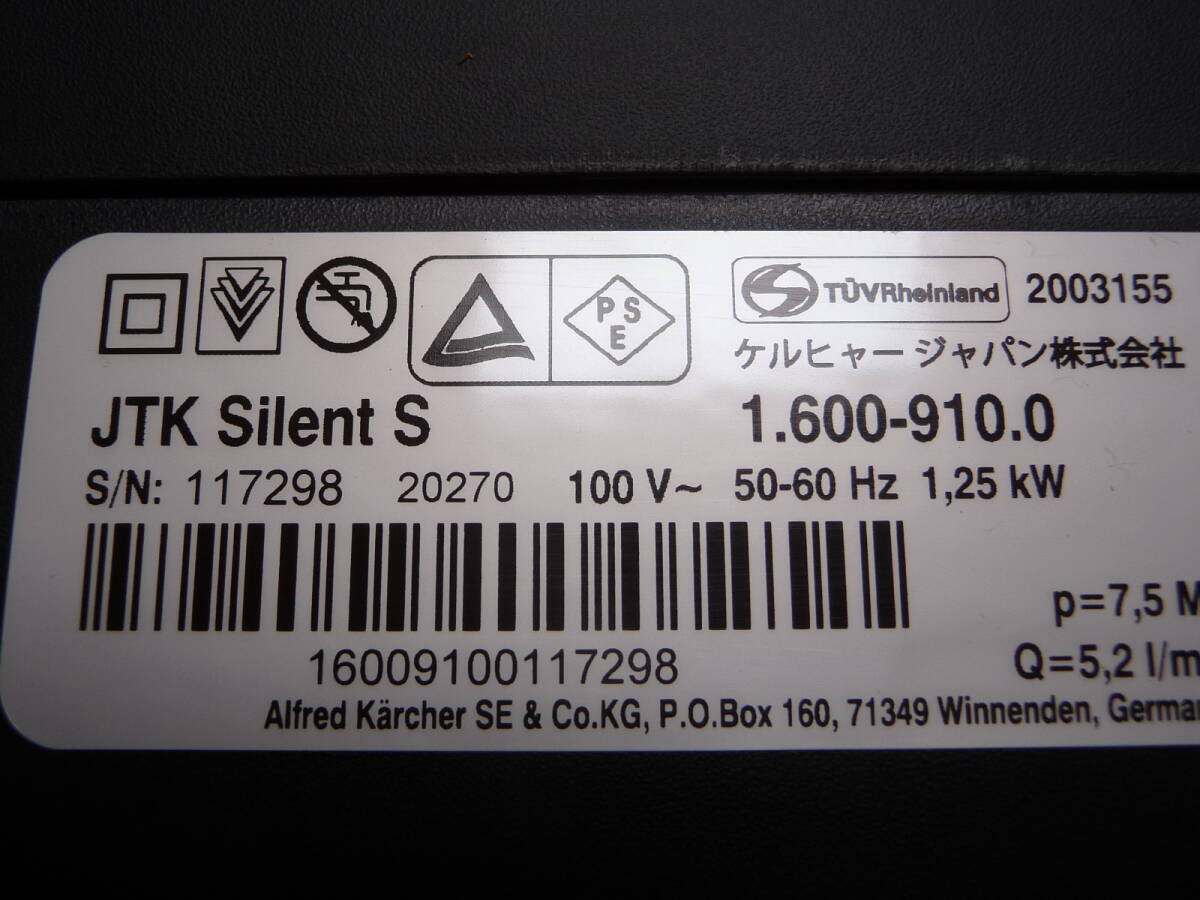 PSE
TÜVRheinland 2003155
ケルヒャー ジャパン株式会社
JTK Silent S 1.600-910.0
S/N: 117298 20270 100 V~ 50-60 Hz 1,25 kW
p=7,5 M
Q=5,2 l/m
16009100117298
Alfred Kärcher SE & Co.KG, P.O.Box 160, 71349 Winnenden, German